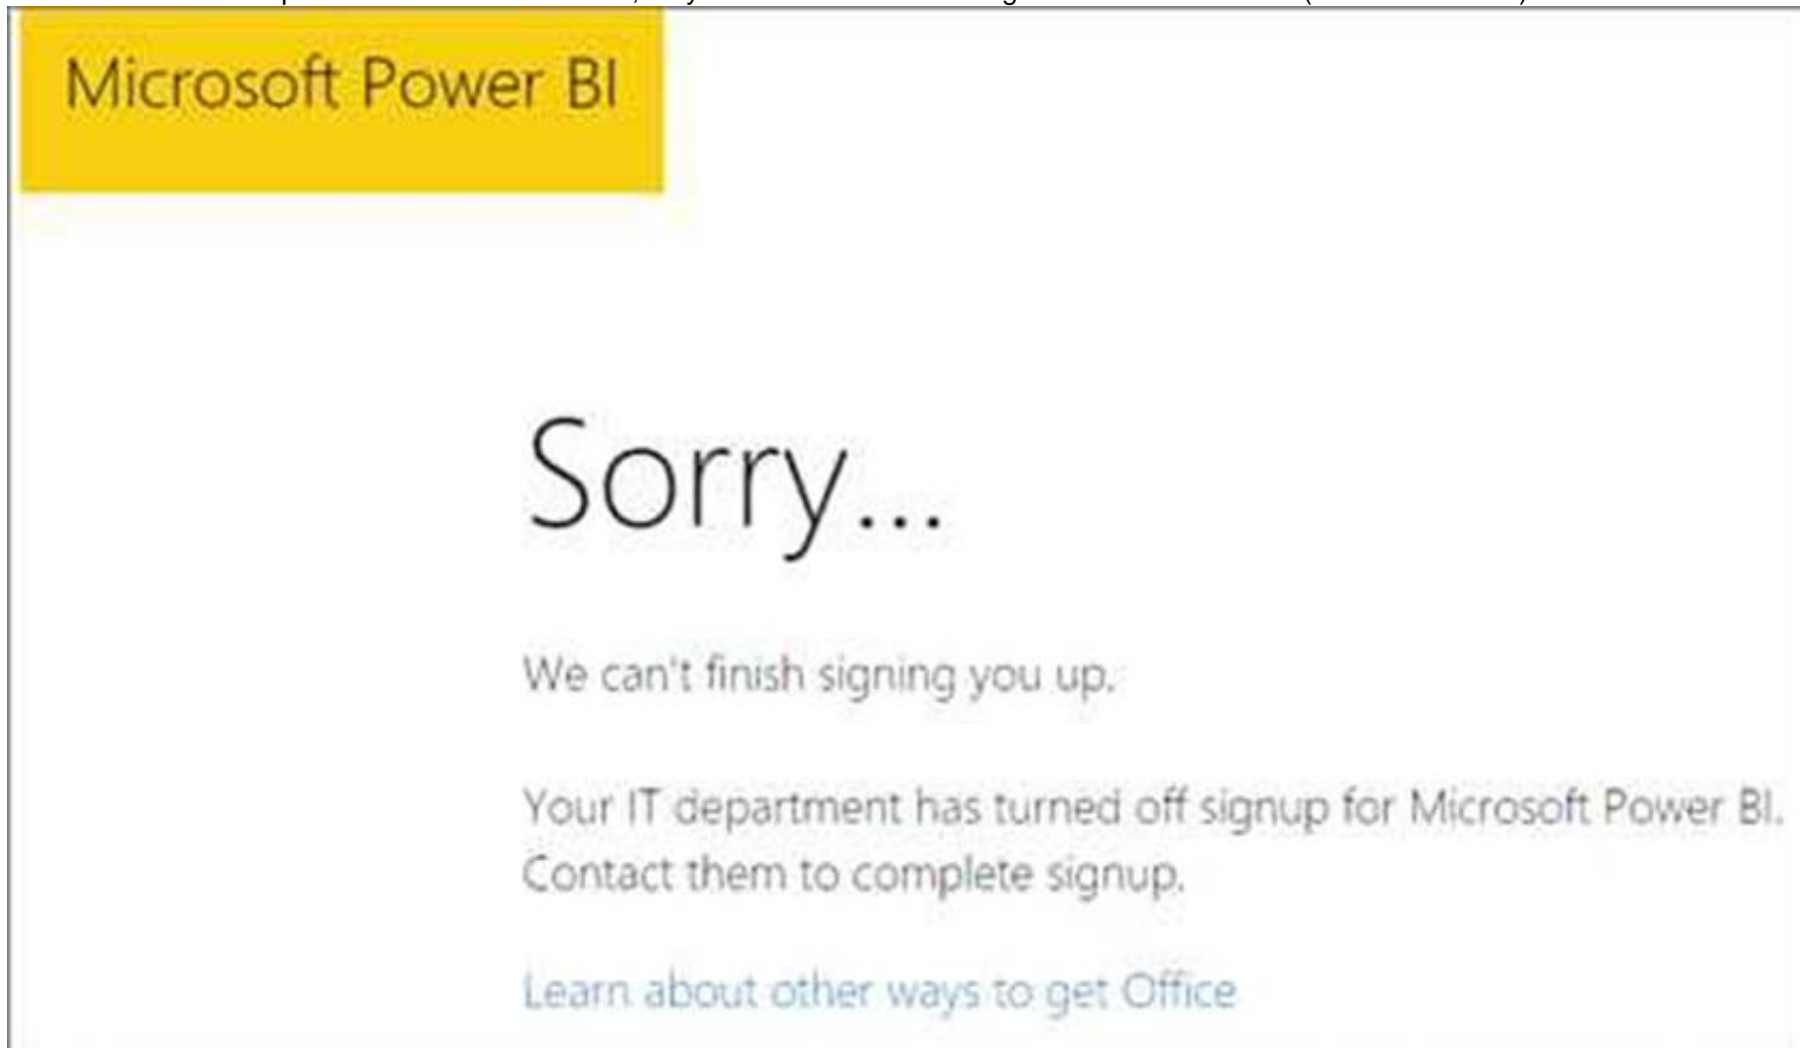 Microsoft Power BI
Sorry...
We can't finish signing you up.
Your IT department has turned off signup for Microsoft Power BI.
Contact them to complete signup.
Learn about other ways to get Office